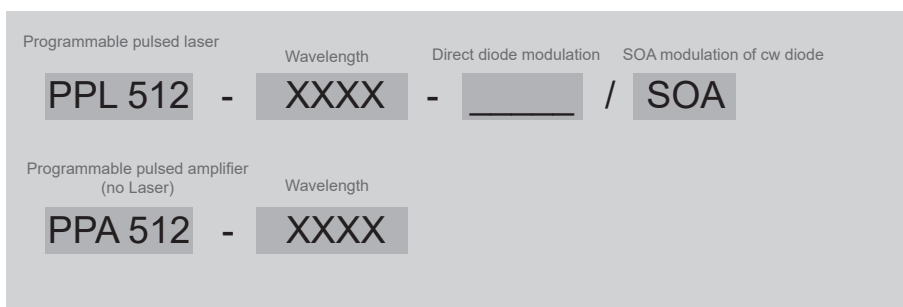 Programmable pulsed laser
Wavelength
Direct diode modulation
SOA modulation of cw diode
PPL 512 - XXXX - _____ / SOA
Programmable pulsed amplifier
(no Laser)
Wavelength
PPA 512 - XXXX